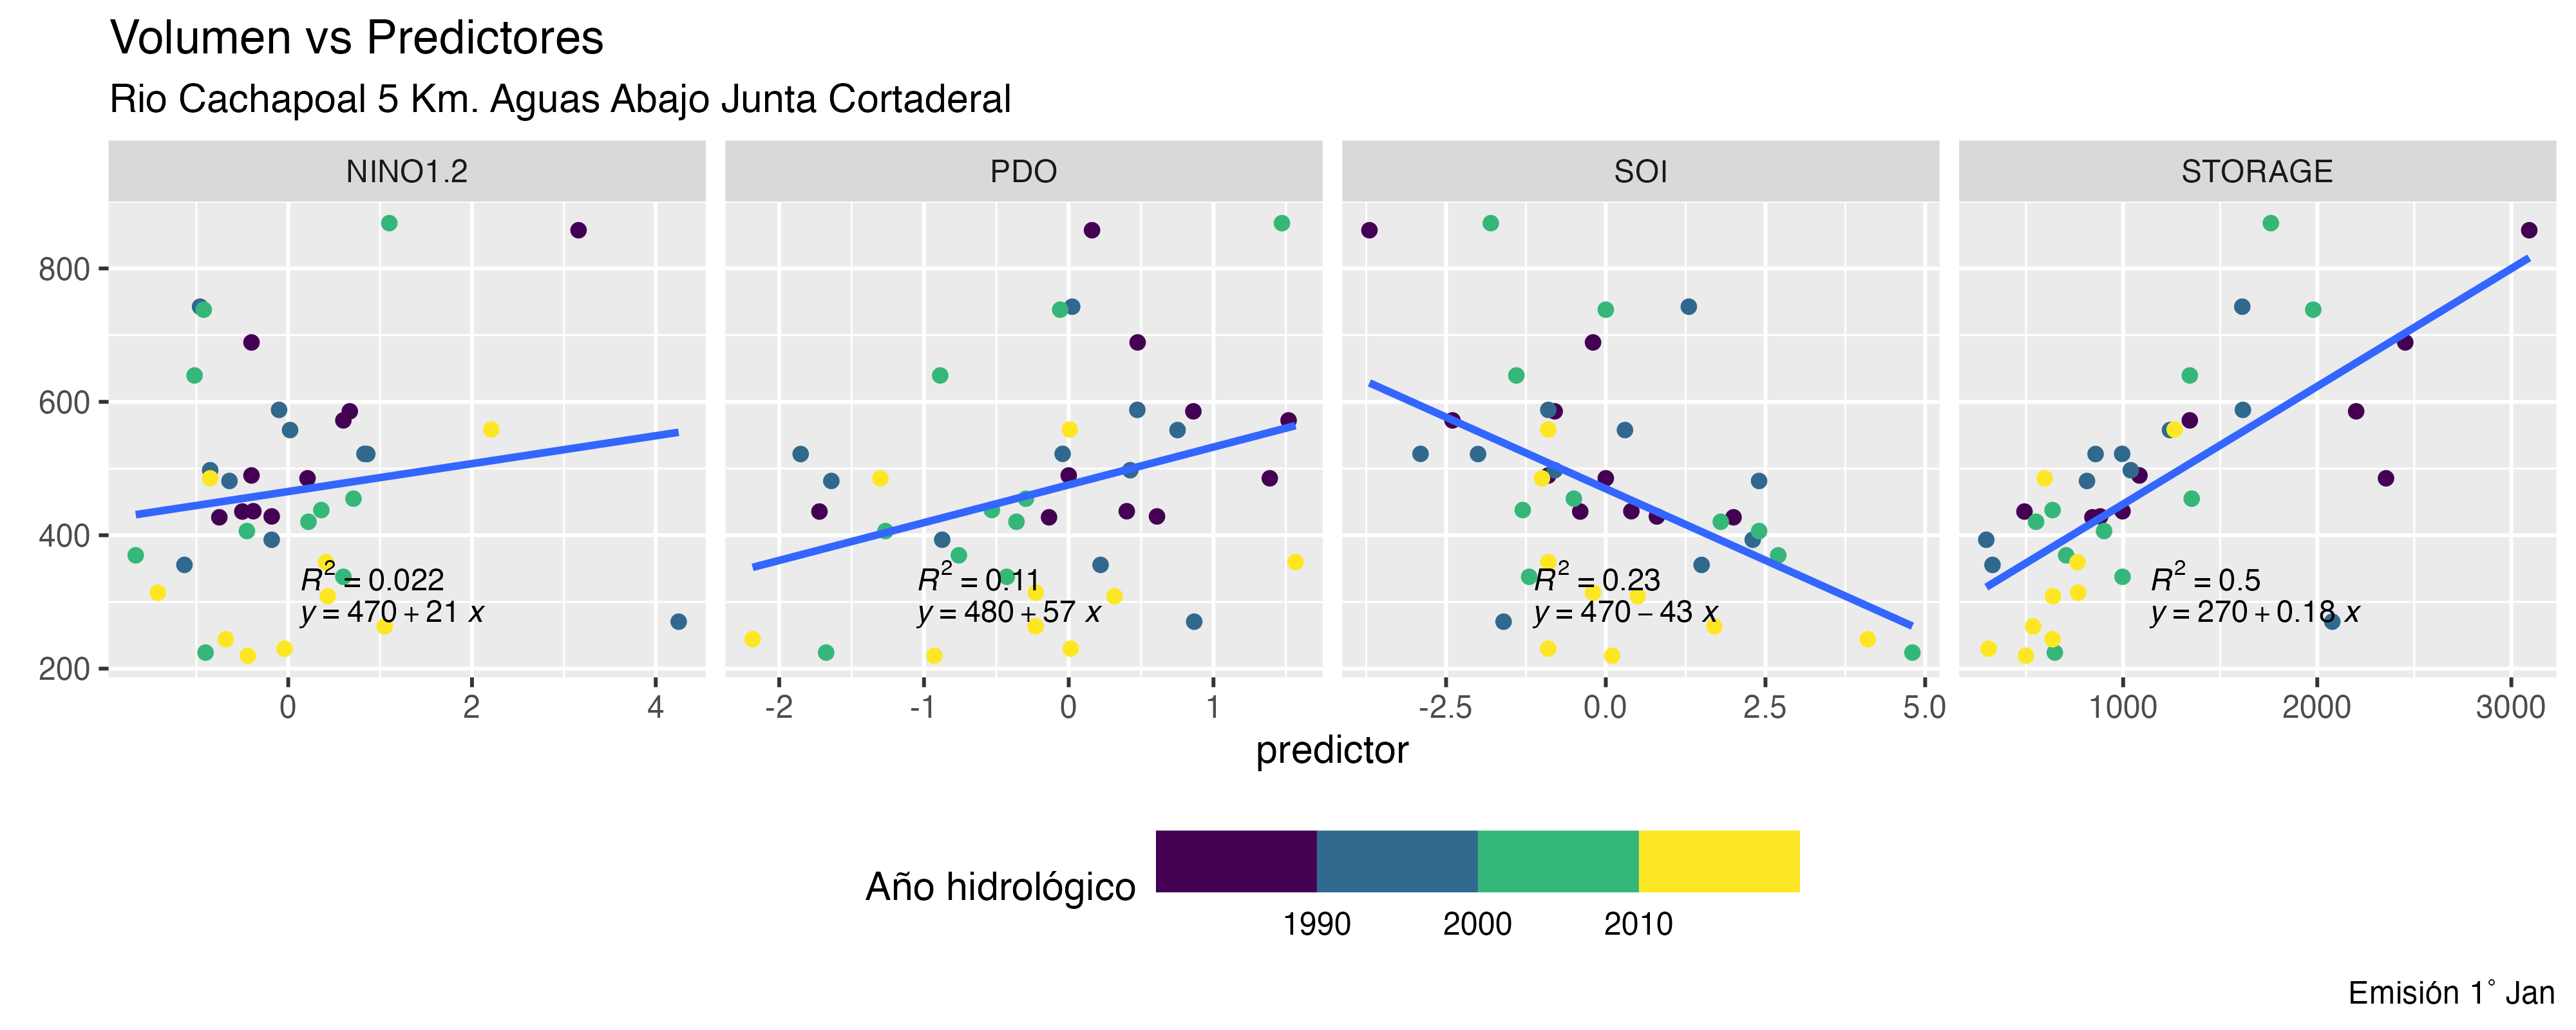 Volumen vs Predictores
Rio Cachapoal 5 Km. Aguas Abajo Junta Cortaderal
NINO1.2 PDO SOI STORAGE
800
600
400
200
R² = 0.022
y = 470 + 21 x
R² = 0.11
y = 480 + 57 x
R² = 0.23
y = 470 − 43 x
R² = 0.5
y = 270 + 0.18 x
0 2 4 -2 -1 0 1 -2.5 0.0 2.5 5.0 1000 2000 3000
predictor
Año hidrológico
1990 2000 2010
Emisión 1° Jan